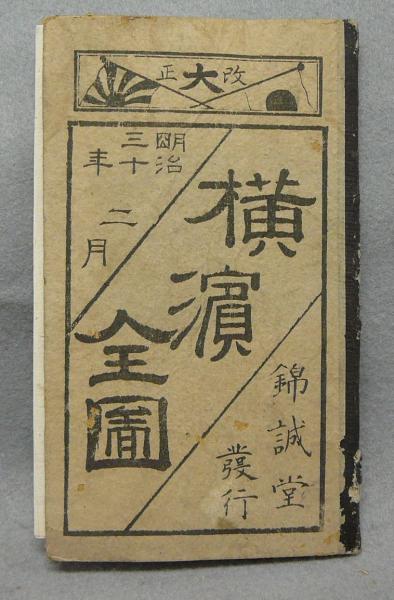 大改正
明治
三十
年
二月
横濱
全圖
錦誠堂
發行